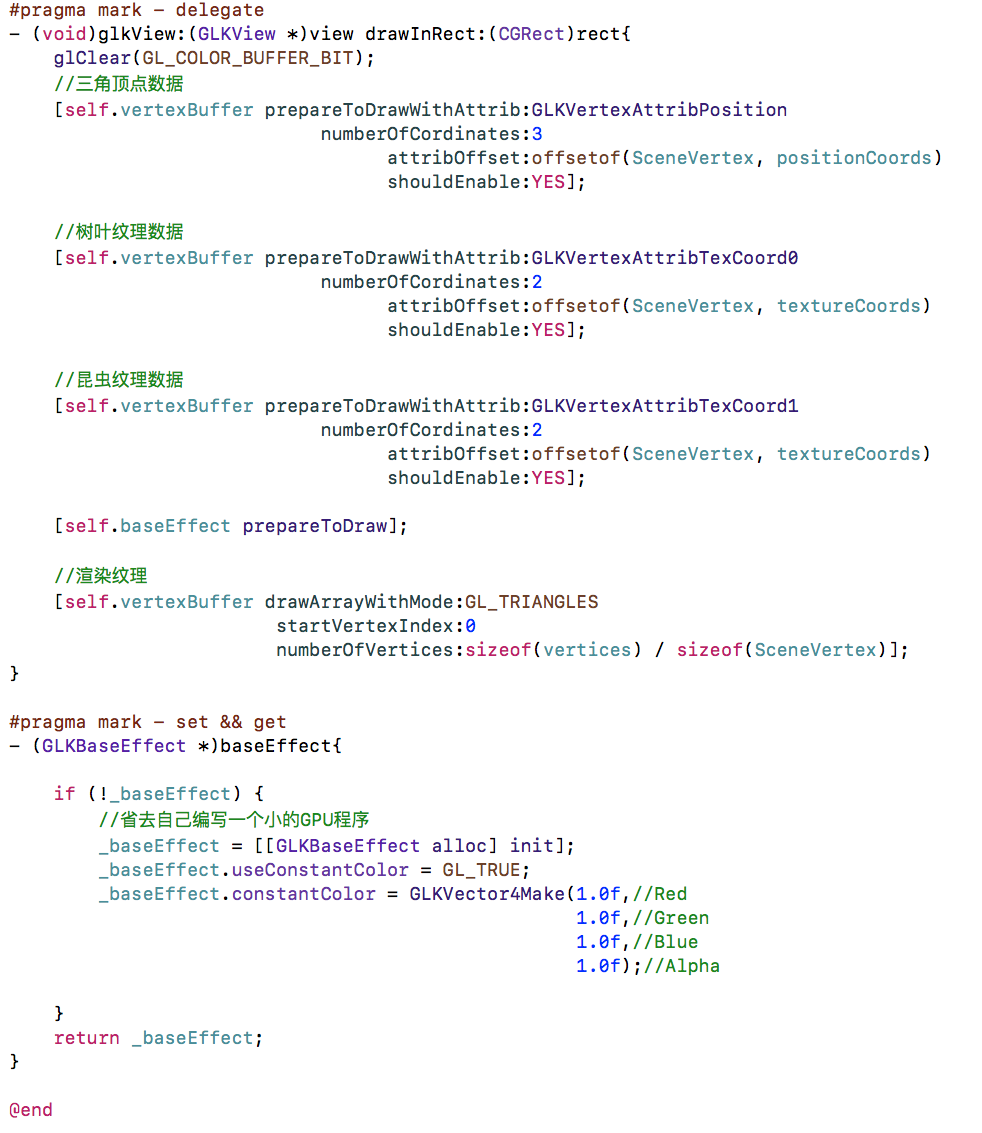 #pragma mark - delegate
- (void)glkView:(GLKView *)view drawInRect:(CGRect)rect{
    glClear(GL_COLOR_BUFFER_BIT);
    //三角顶点数据
    [self.vertexBuffer prepareToDrawWithAttrib:GLKVertexAttribPosition
                            numberOfCordinates:3
                                  attribOffset:offsetof(SceneVertex, positionCoords)
                                  shouldEnable:YES];
    //树叶纹理数据
    [self.vertexBuffer prepareToDrawWithAttrib:GLKVertexAttribTexCoord0
                            numberOfCordinates:2
                                  attribOffset:offsetof(SceneVertex, textureCoords)
                                  shouldEnable:YES];
    //昆虫纹理数据
    [self.vertexBuffer prepareToDrawWithAttrib:GLKVertexAttribTexCoord1
                            numberOfCordinates:2
                                  attribOffset:offsetof(SceneVertex, textureCoords)
                                  shouldEnable:YES];
    [self.baseEffect prepareToDraw];
    //渲染纹理
    [self.vertexBuffer drawArrayWithMode:GL_TRIANGLES
                        startVertexIndex:0
                        numberOfVertices:sizeof(vertices) / sizeof(SceneVertex)];
}
#pragma mark - set && get
- (GLKBaseEffect *)baseEffect{
    if (!_baseEffect) {
        //省去自己编写一个小的GPU程序
        _baseEffect = [[GLKBaseEffect alloc] init];
        _baseEffect.useConstantColor = GL_TRUE;
        _baseEffect.constantColor = GLKVector4Make(1.0f,//Red
                                                   1.0f,//Green
                                                   1.0f,//Blue
                                                   1.0f);//Alpha
    }
    return _baseEffect;
}
@end